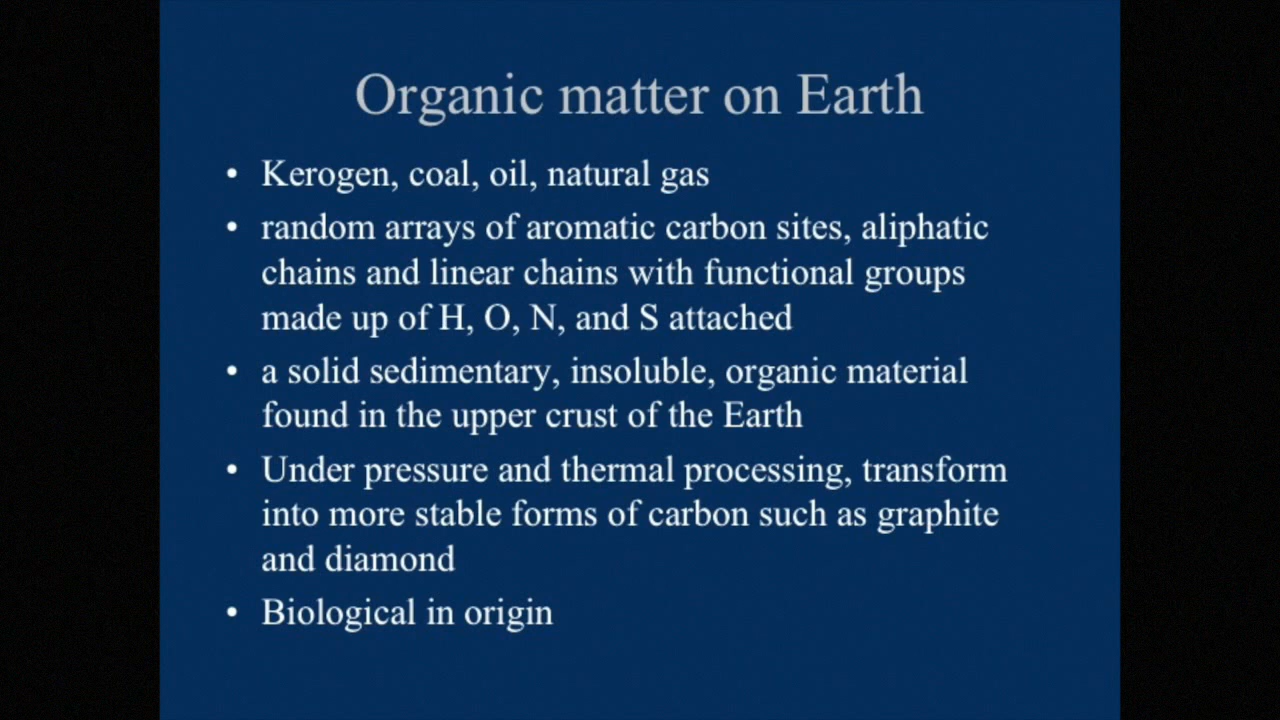 Organic matter on Earth
• Kerogen, coal, oil, natural gas
• random arrays of aromatic carbon sites, aliphatic
chains and linear chains with functional groups
made up of H, O, N, and S attached
• a solid sedimentary, insoluble, organic material
found in the upper crust of the Earth
• Under pressure and thermal processing, transform
into more stable forms of carbon such as graphite
and diamond
• Biological in origin